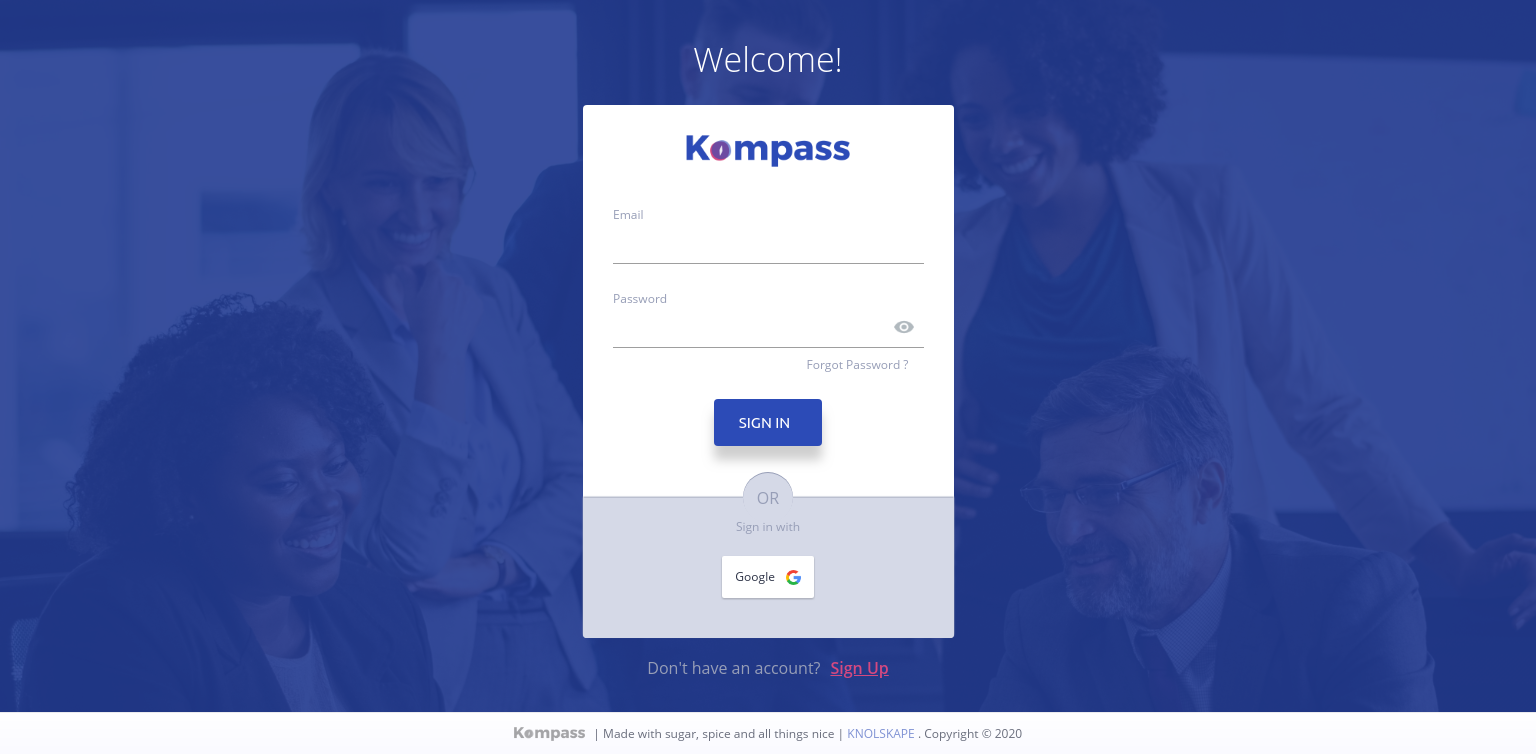 Welcome!
Kompass
Email
Password
Forgot Password ?
SIGN IN
OR
Sign in with
Google
Don't have an account? Sign Up
Kompass | Made with sugar, spice and all things nice | KNOLSKAPE . Copyright © 2020